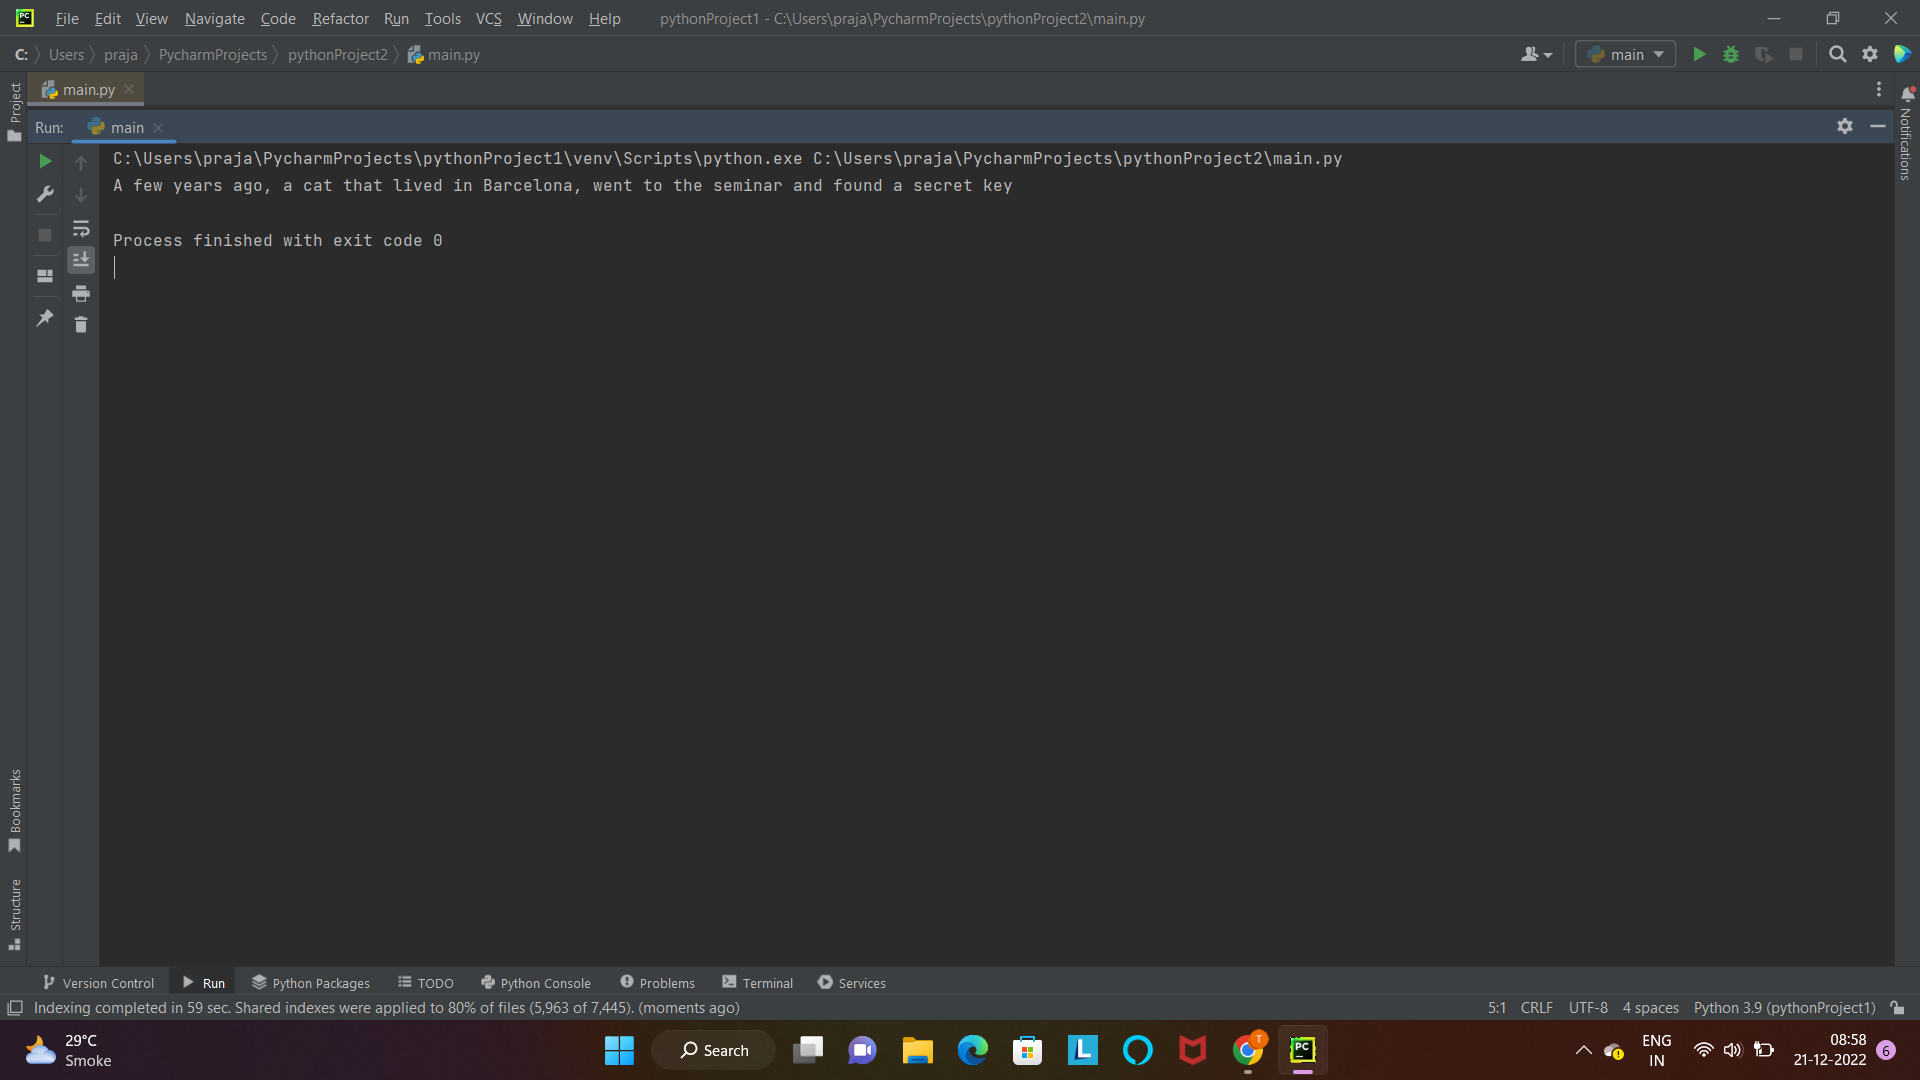 File Edit View Navigate Code Refactor Run Tools VCS Window Help pythonProject1 - C:\Users\praja\PycharmProjects\pythonProject2\main.py
C: Users praja PycharmProjects pythonProject2 main.py main
Project
main.py
Notifications
Run: main
C:\Users\praja\PycharmProjects\pythonProject1\venv\Scripts\python.exe C:\Users\praja\PycharmProjects\pythonProject2\main.py
A few years ago, a cat that lived in Barcelona, went to the seminar and found a secret key
Process finished with exit code 0
Bookmarks
Structure
Version Control Run Python Packages TODO Python Console Problems Terminal Services
Indexing completed in 59 sec. Shared indexes were applied to 80% of files (5,963 of 7,445). (moments ago) 5:1 CRLF UTF-8 4 spaces Python 3.9 (pythonProject1)
29°C
Smoke
Search
ENG
IN
08:58
21-12-2022
6